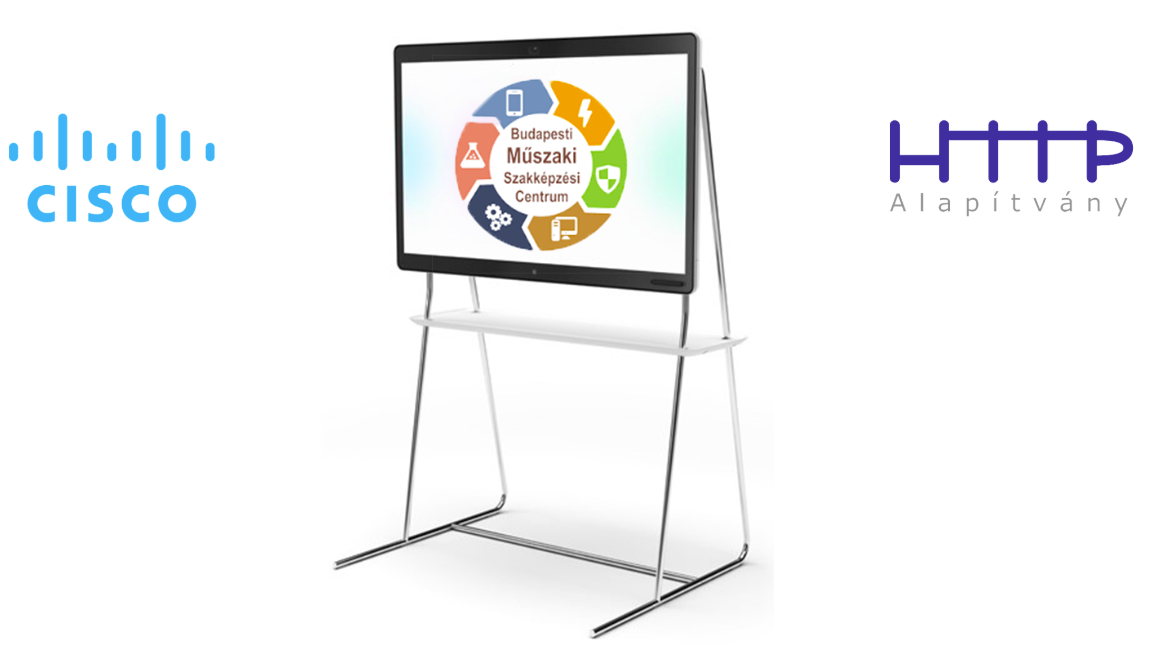 CISCO
Budapesti
Műszaki
Szakképzési
Centrum
HTTP
Alapítvány